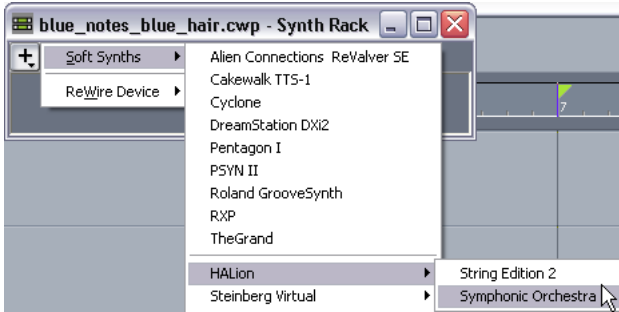 blue_notes_blue_hair.cwp - Synth Rack
Soft Synths
ReWire Device
Alien Connections ReValver SE
Cakewalk TTS-1
Cyclone
DreamStation DXi2
Pentagon I
PSYN II
Roland GrooveSynth
RXP
TheGrand
HALion
Steinberg Virtual
String Edition 2
Symphonic Orchestra
7